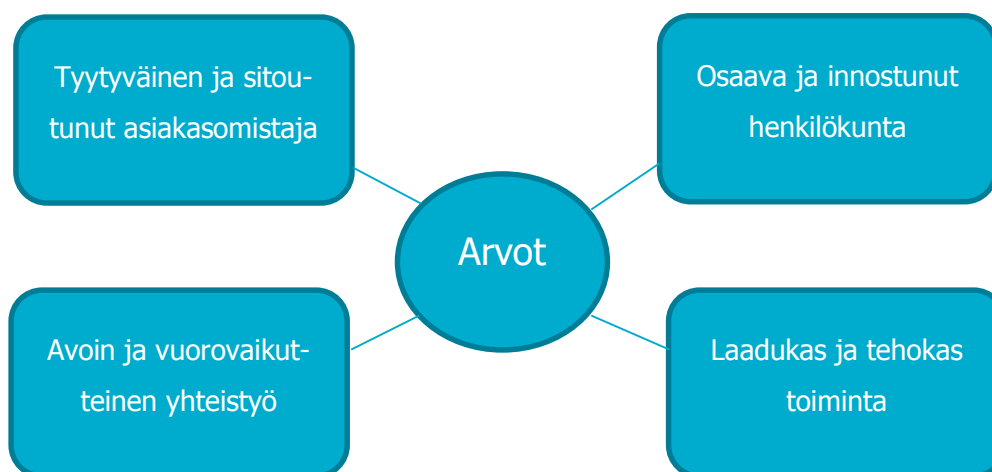 Tyytyväinen ja sitou-
tunut asiakasomistaja
Osaava ja innostunut
henkilökunta
Arvot
Avoin ja vuorovaikut-
teinen yhteistyö
Laadukas ja tehokas
toiminta